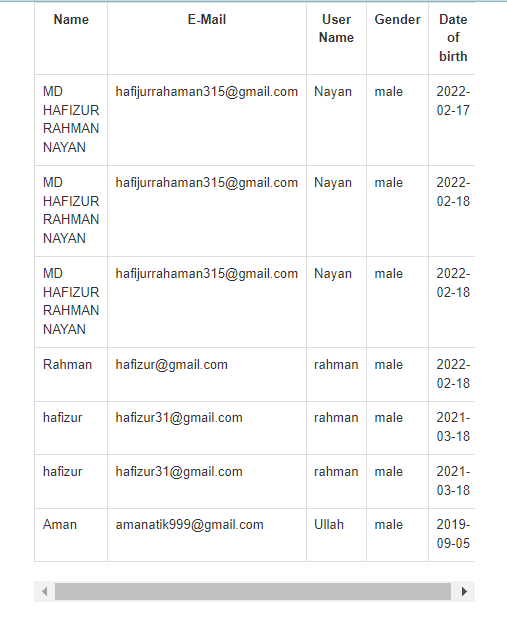 Name E-Mail User Name Gender Date of birth
MD HAFIZUR RAHMAN NAYAN hafijurrahaman315@gmail.com Nayan male 2022-02-17
MD HAFIZUR RAHMAN NAYAN hafijurrahaman315@gmail.com Nayan male 2022-02-18
MD HAFIZUR RAHMAN NAYAN hafijurrahaman315@gmail.com Nayan male 2022-02-18
Rahman hafizur@gmail.com rahman male 2022-02-18
hafizur hafizur31@gmail.com rahman male 2021-03-18
hafizur hafizur31@gmail.com rahman male 2021-03-18
Aman amanatik999@gmail.com Ullah male 2019-09-05